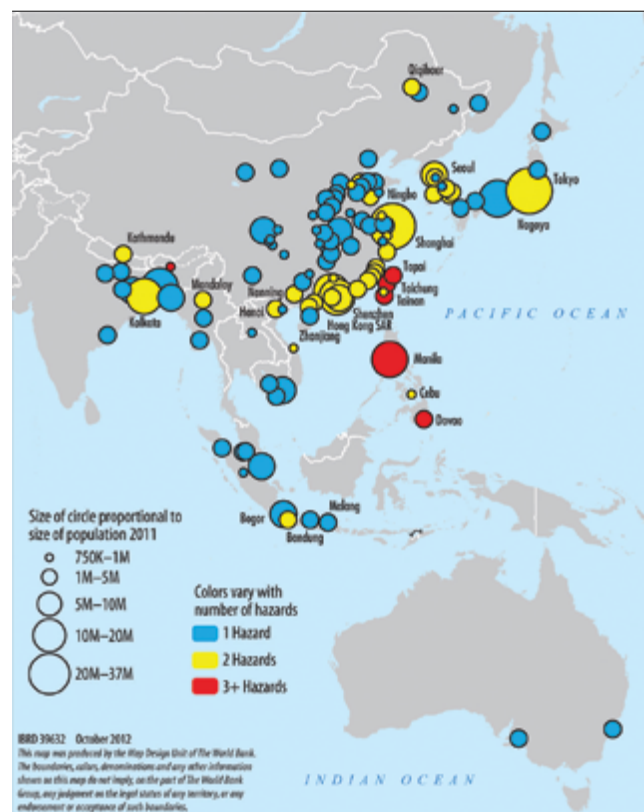 Qiqihaar
Seoul
Tokyo
Ningbo
Nagoya
Kathmandu
Shanghai
Tapai
Mandalay
Nanning
Taichung
Tainan
Kolkata
Hanoi
Shenzhen
Hong Kong SAR
PACIFIC OCEAN
Zhanjiang
Manila
Cebu
Davao
Size of circle proportional to
size of population 2011
Malang
Bogor
Bandung
750K–1M
1M–5M
5M–10M
10M–20M
20M–37M
Colors vary with
number of hazards
1 Hazard
2 Hazards
3+ Hazards
IBRD 39632 October 2012
This map was produced by the Map Design Unit of The World Bank.
The boundaries, colors, denominations and any other information
shown on this map do not imply, on the part of The World Bank
Group, any judgment on the legal status of any territory, or any
endorsement or acceptance of such boundaries.
INDIAN OCEAN